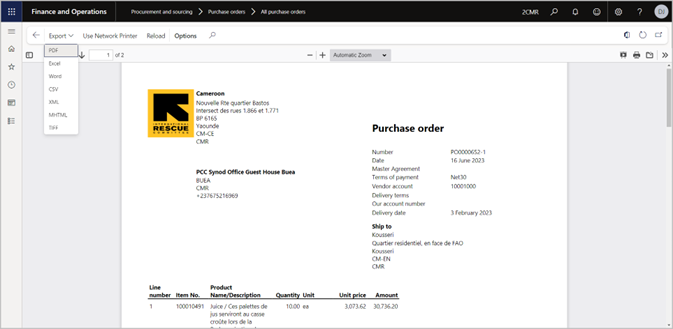 Finance and Operations
Procurement and sourcing > Purchase orders > All purchase orders
2CMR
?
DJ
Export
Use Network Printer
Reload
Options
1 of 2
Automatic Zoom
PDF
Excel
Word
CSV
XML
MHTML
TIFF
INTERNATIONAL
RESCUE
COMMITTEE
Cameroon
Nouvelle Rte quartier Bastos
Intersect des rues 1.866 et 1.771
BP 6165
Yaounde
CM-CE
CMR
PCC Synod Office Guest House Buea
BUEA
CMR
+237675216969
Purchase order
Number PO0000652-1
Date 16 June 2023
Master Agreement
Terms of payment Net30
Vendor account 10001000
Delivery terms
Our account number
Delivery date 3 February 2023
Ship to
Kousseri
Quartier residentiel, en face de FAO
Kousseri
CM-EN
CMR
Line number Item No. Product Name/Description Quantity Unit Unit price Amount
1 100010491 Juice / Ces palettes de 10.00 ea 3,073.62 30,736.20
jus serviront au casse
croûte lors de la